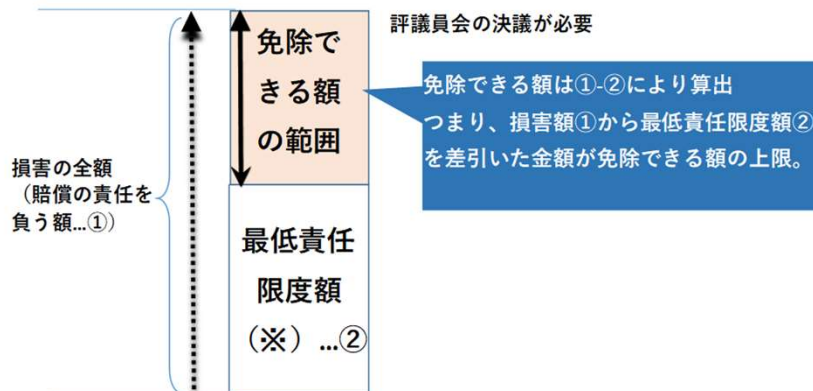 評議員会の決議が必要
免除で
きる額
の範囲
免除できる額は①-②により算出
つまり、損害額①から最低責任限度額②
を差引いた金額が免除できる額の上限。
損害の全額
（賠償の責任を
負う額…①）
最低責任
限度額
（※）…②